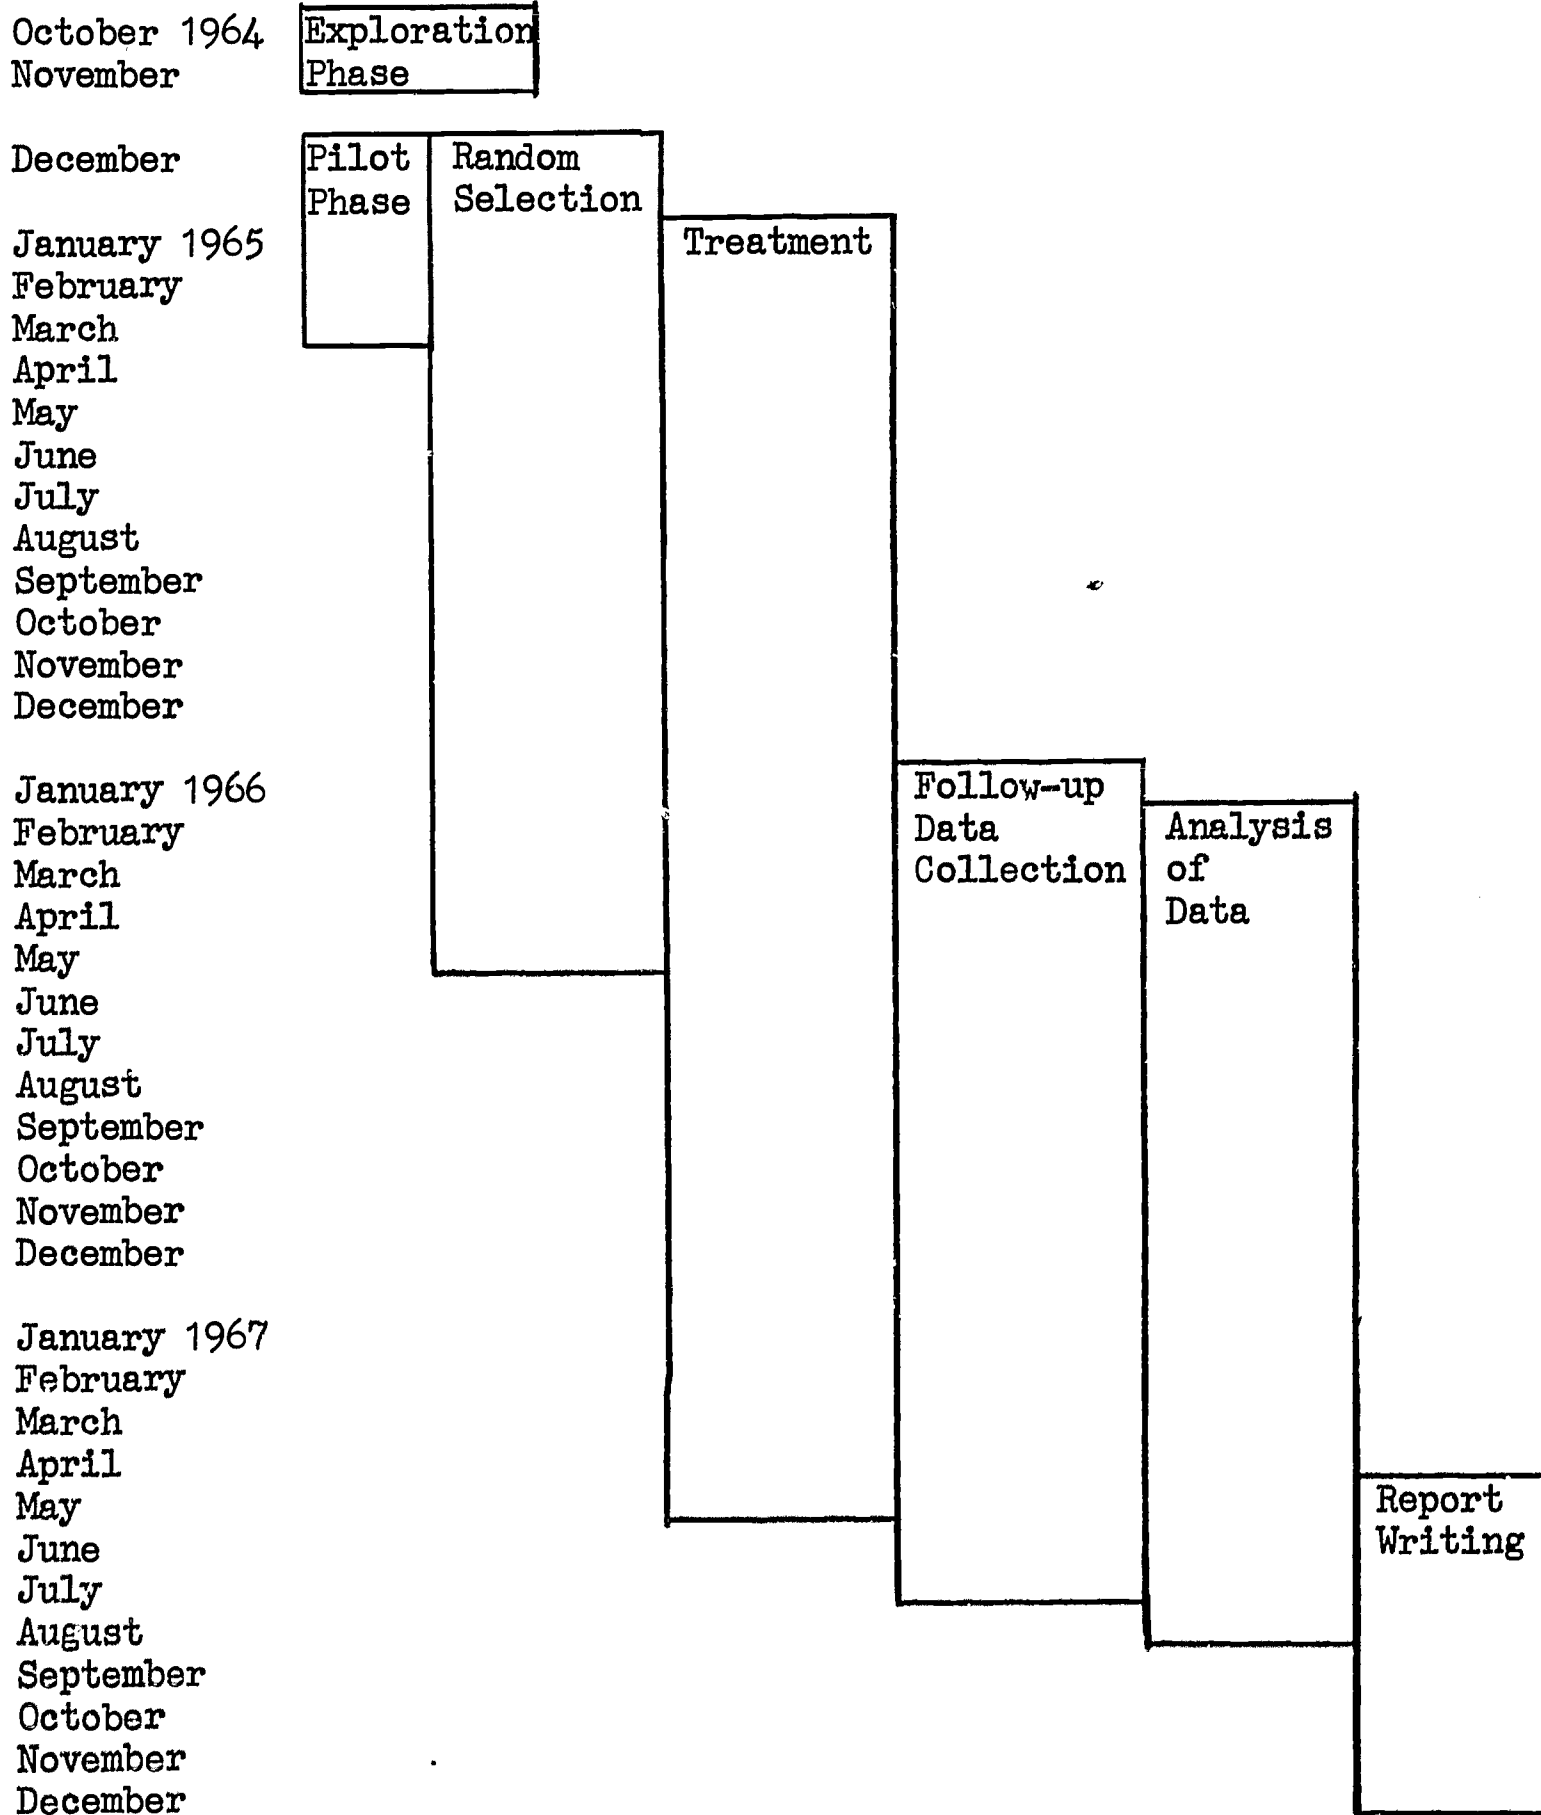 October 1964 Exploration
November Phase
December Pilot Random
Phase Selection
January 1965 Treatment
February
March
April
May
June
July
August
September
October
November
December
January 1966 Follow-up
February Data Analysis
March Collection of
April Data
May
June
July
August
September
October
November
December
January 1967
February
March
April
May Report
June Writing
July
August
September
October
November
December